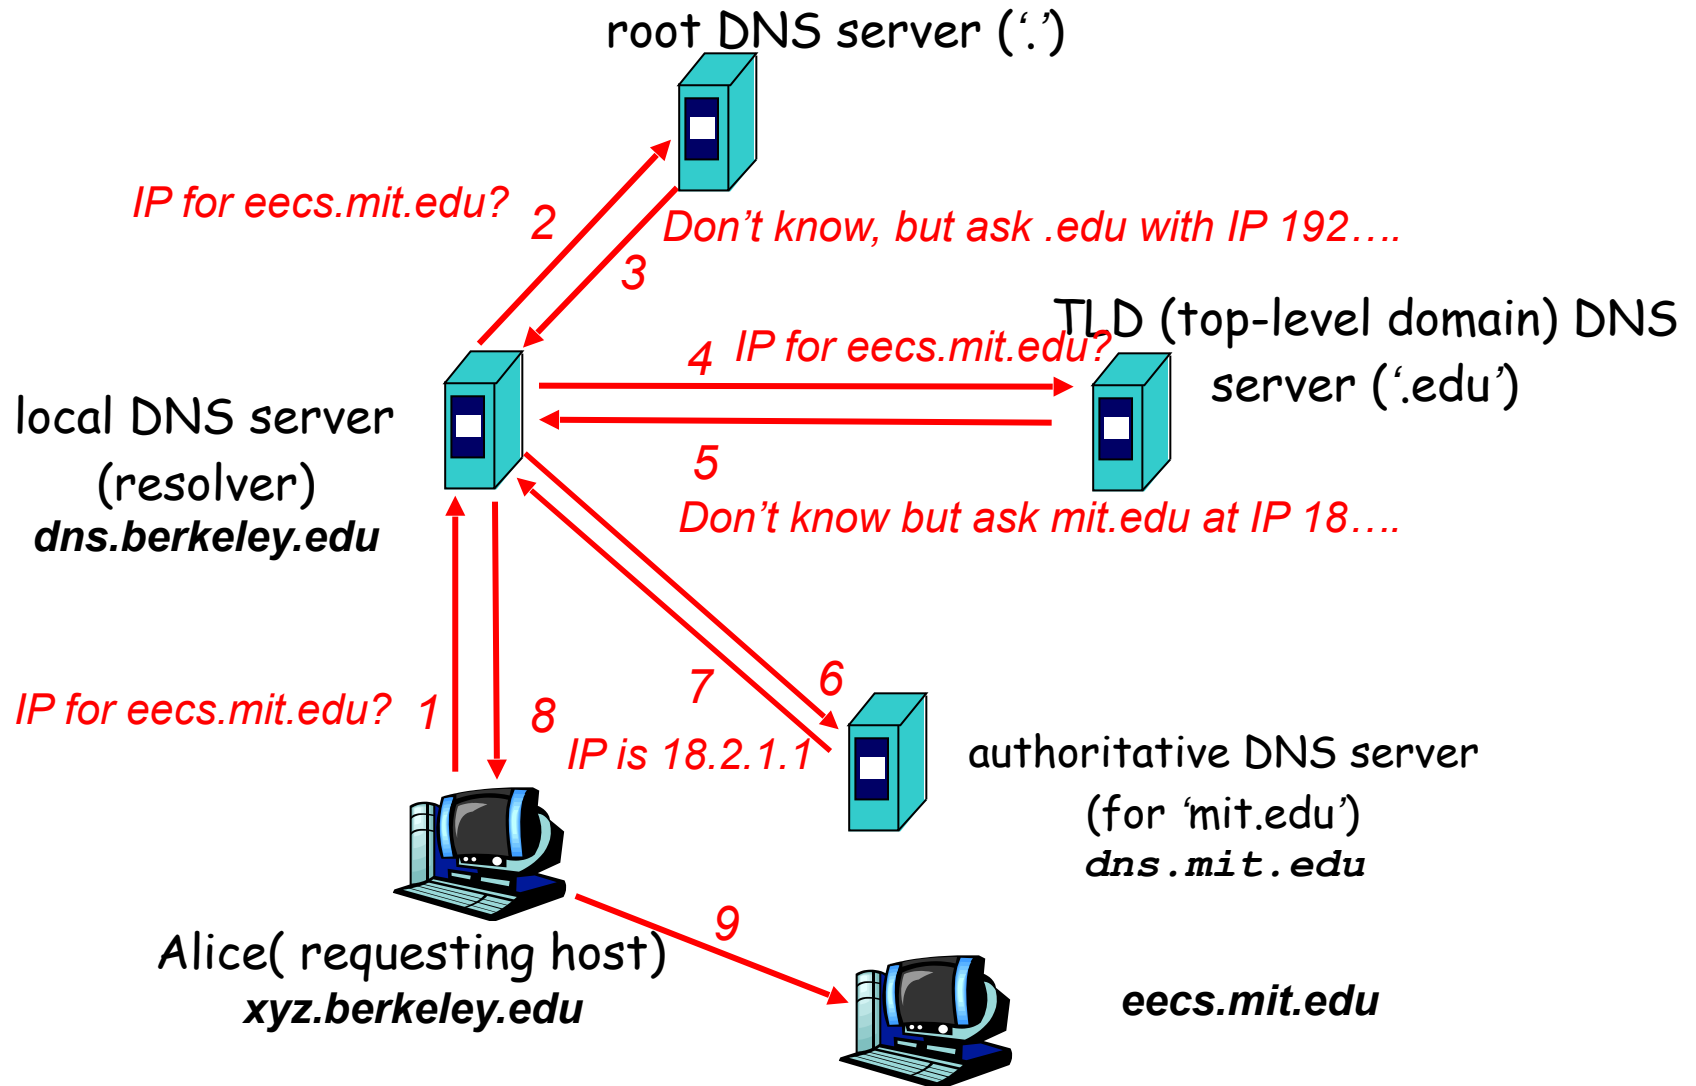 root DNS server (‘.’)
IP for eecs.mit.edu?
2
Don’t know, but ask .edu with IP 192….
3
TLD (top-level domain) DNS
server (‘.edu’)
4
IP for eecs.mit.edu?
local DNS server
(resolver)
dns.berkeley.edu
5
Don’t know but ask mit.edu at IP 18….
IP for eecs.mit.edu?
1
8
7
6
IP is 18.2.1.1
authoritative DNS server
(for ‘mit.edu’)
dns.mit.edu
9
Alice( requesting host)
xyz.berkeley.edu
eecs.mit.edu